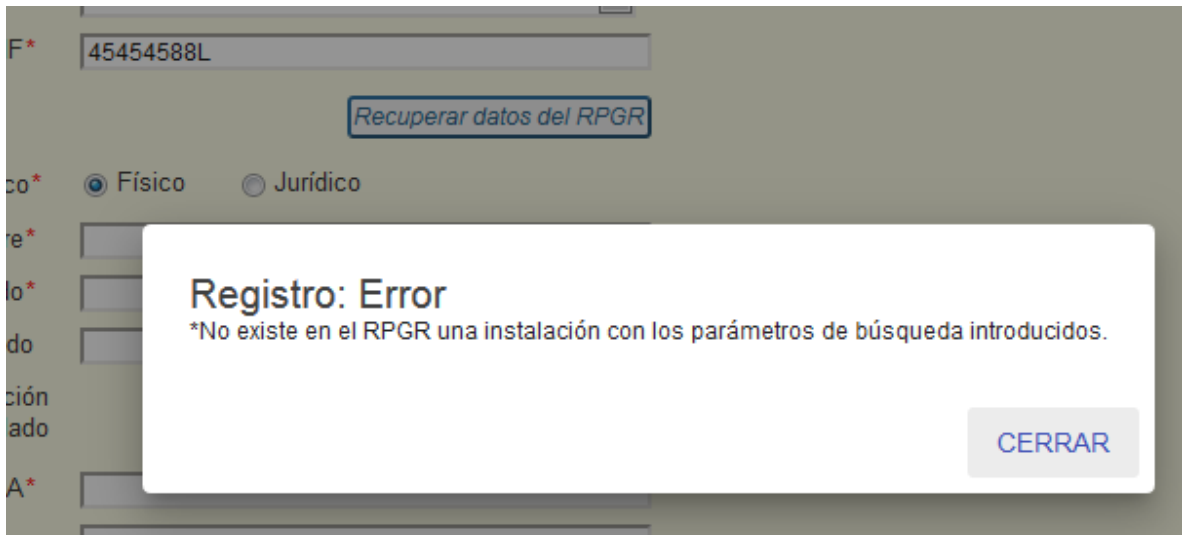 F*
45454588L
Recuperar datos del RPGR
co*
Físico
Jurídico
re*
lo*
do
ción
ado
A*
Registro: Error
*No existe en el RPGR una instalación con los parámetros de búsqueda introducidos.
CERRAR